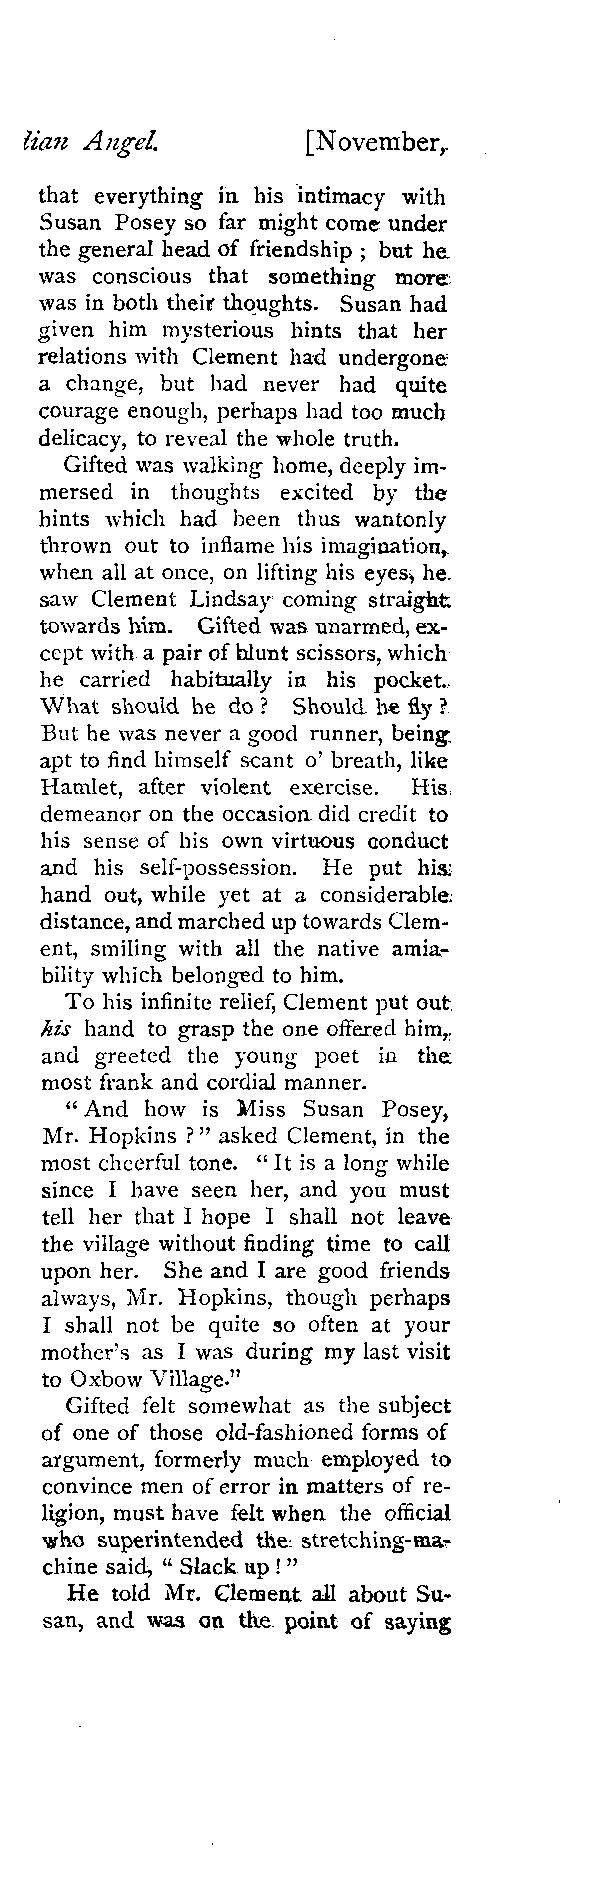 lian Angel. [November,
that everything in his intimacy with
Susan Posey so far might come under
the general head of friendship ; but he
was conscious that something more
was in both their thoughts. Susan had
given him mysterious hints that her
relations with Clement had undergone
a change, but had never had quite
courage enough, perhaps had too much
delicacy, to reveal the whole truth.
Gifted was walking home, deeply im-
mersed in thoughts excited by the
hints which had been thus wantonly
thrown out to inflame his imagination,
when all at once, on lifting his eyes, he
saw Clement Lindsay coming straight
towards him. Gifted was unarmed, ex-
cept with a pair of blunt scissors, which
he carried habitually in his pocket.
What should he do ? Should he fly ?
But he was never a good runner, being
apt to find himself scant o' breath, like
Hamlet, after violent exercise. His
demeanor on the occasion did credit to
his sense of his own virtuous conduct
and his self-possession. He put his
hand out, while yet at a considerable
distance, and marched up towards Clem-
ent, smiling with all the native amia-
bility which belonged to him.
To his infinite relief, Clement put out
his hand to grasp the one offered him,
and greeted the young poet in the
most frank and cordial manner.
" And how is Miss Susan Posey,
Mr. Hopkins ? " asked Clement, in the
most cheerful tone. " It is a long while
since I have seen her, and you must
tell her that I hope I shall not leave
the village without finding time to call
upon her. She and I are good friends
always, Mr. Hopkins, though perhaps
I shall not be quite so often at your
mother's as I was during my last visit
to Oxbow Village."
Gifted felt somewhat as the subject
of one of those old-fashioned forms of
argument, formerly much employed to
convince men of error in matters of re-
ligion, must have felt when the official
who superintended the stretching-ma-
chine said, " Slack up ! "
He told Mr. Clement all about Su-
san, and was on the point of saying